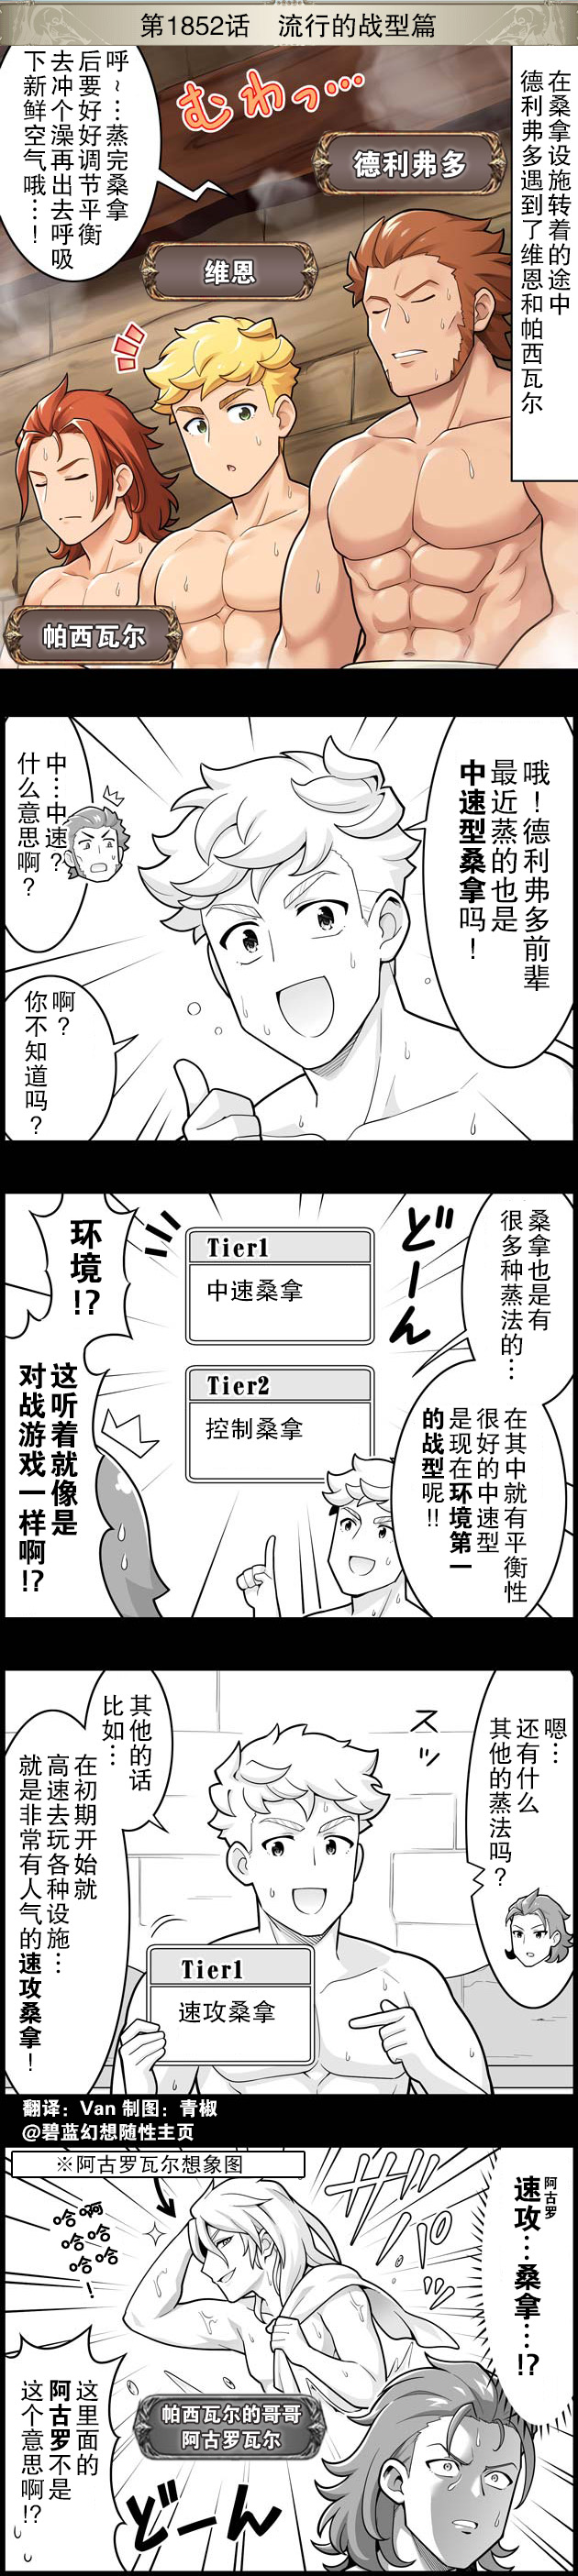 第1852话　流行的战型篇
在桑拿设施转着的途中
德利弗多遇到了维恩和帕西瓦尔
むわっ…
德利弗多
呼~…蒸完桑拿
后要好好调节平衡
去冲个澡再出去呼吸
下新鲜空气哦…！
维恩
帕西瓦尔
哦！德利弗多前辈
最近蒸的也是
中速型桑拿吗！
中…中速？
什么意思啊？
啊？
你不知道吗？
桑拿也是有
很多种蒸法的…
どーん
Tier1
中速桑拿
Tier2
控制桑拿
在其中就有平衡性
很好的中速型
是现在环境第一
的战型呢!!
环境!?
这听着就像是
对战游戏一样啊!?
嗯…
还有什么
其他的蒸法吗？
スッ
其他的话
比如…
在初期开始就
高速去玩各种设施…
就是非常有人气的速攻桑拿！
Tier1
速攻桑拿
翻译：Van 制图：青椒
@碧蓝幻想随性主页
阿古罗
速攻…桑拿…!?
※阿古罗瓦尔想象图
啊哈哈哈哈哈！
帕西瓦尔的哥哥
阿古罗瓦尔
这里面的
阿古罗不是
这个意思啊!?
どーん